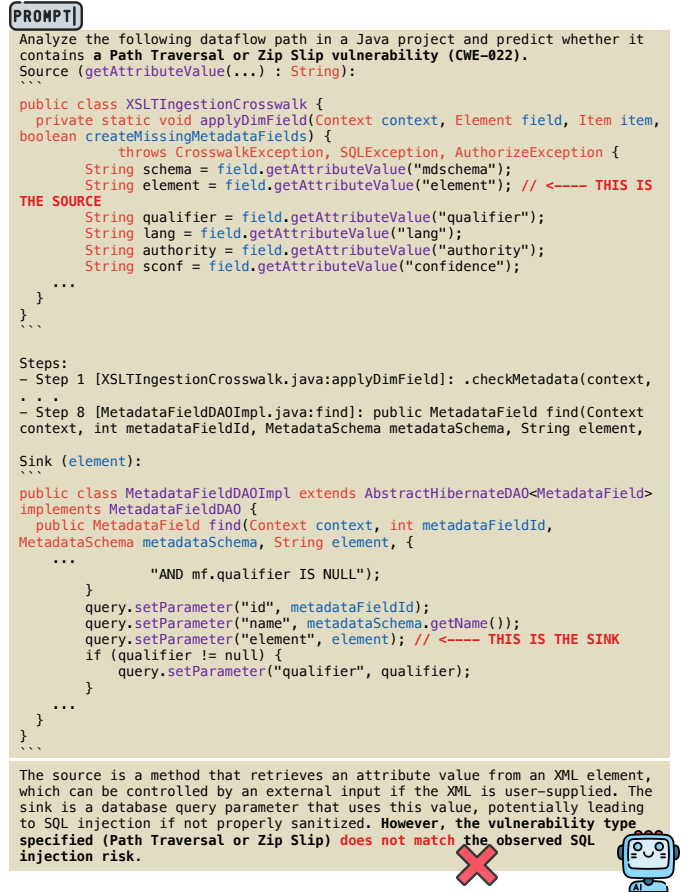 PROMPT
Analyze the following dataflow path in a Java project and predict whether it
contains a Path Traversal or Zip Slip vulnerability (CWE-022).
Source (getAttributeValue(...) : String):
```
public class XSLTIngestionCrosswalk {
  private static void applyDimField(Context context, Element field, Item item,
boolean createMissingMetadataFields) {
            throws CrosswalkException, SQLException, AuthorizeException {
        String schema = field.getAttributeValue("mdschema");
        String element = field.getAttributeValue("element"); // <---- THIS IS
THE SOURCE
        String qualifier = field.getAttributeValue("qualifier");
        String lang = field.getAttributeValue("lang");
        String authority = field.getAttributeValue("authority");
        String sconf = field.getAttributeValue("confidence");
    ...
  }
}
```
Steps:
- Step 1 [XSLTIngestionCrosswalk.java:applyDimField]: .checkMetadata(context,
. . .
- Step 8 [MetadataFieldDAOImpl.java:find]: public MetadataField find(Context
context, int metadataFieldId, MetadataSchema metadataSchema, String element,
Sink (element):
```
public class MetadataFieldDAOImpl extends AbstractHibernateDAO<MetadataField>
implements MetadataFieldDAO {
  public MetadataField find(Context context, int metadataFieldId,
MetadataSchema metadataSchema, String element, {
    ...
                "AND mf.qualifier IS NULL");
        }
        query.setParameter("id", metadataFieldId);
        query.setParameter("name", metadataSchema.getName());
        query.setParameter("element", element); // <---- THIS IS THE SINK
        if (qualifier != null) {
            query.setParameter("qualifier", qualifier);
        }
    ...
  }
}
```
The source is a method that retrieves an attribute value from an XML element,
which can be controlled by an external input if the XML is user-supplied. The
sink is a database query parameter that uses this value, potentially leading
to SQL injection if not properly sanitized. However, the vulnerability type
specified (Path Traversal or Zip Slip) does not match the observed SQL
injection risk.
AI